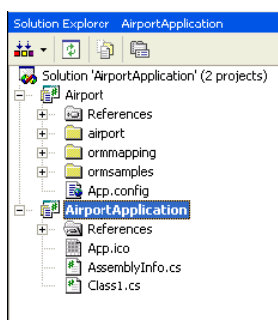 Solution Explorer - AirportApplication
Solution 'AirportApplication' (2 projects)
Airport
References
airport
ormmapping
ormsamples
App.config
AirportApplication
References
App.ico
AssemblyInfo.cs
Class1.cs